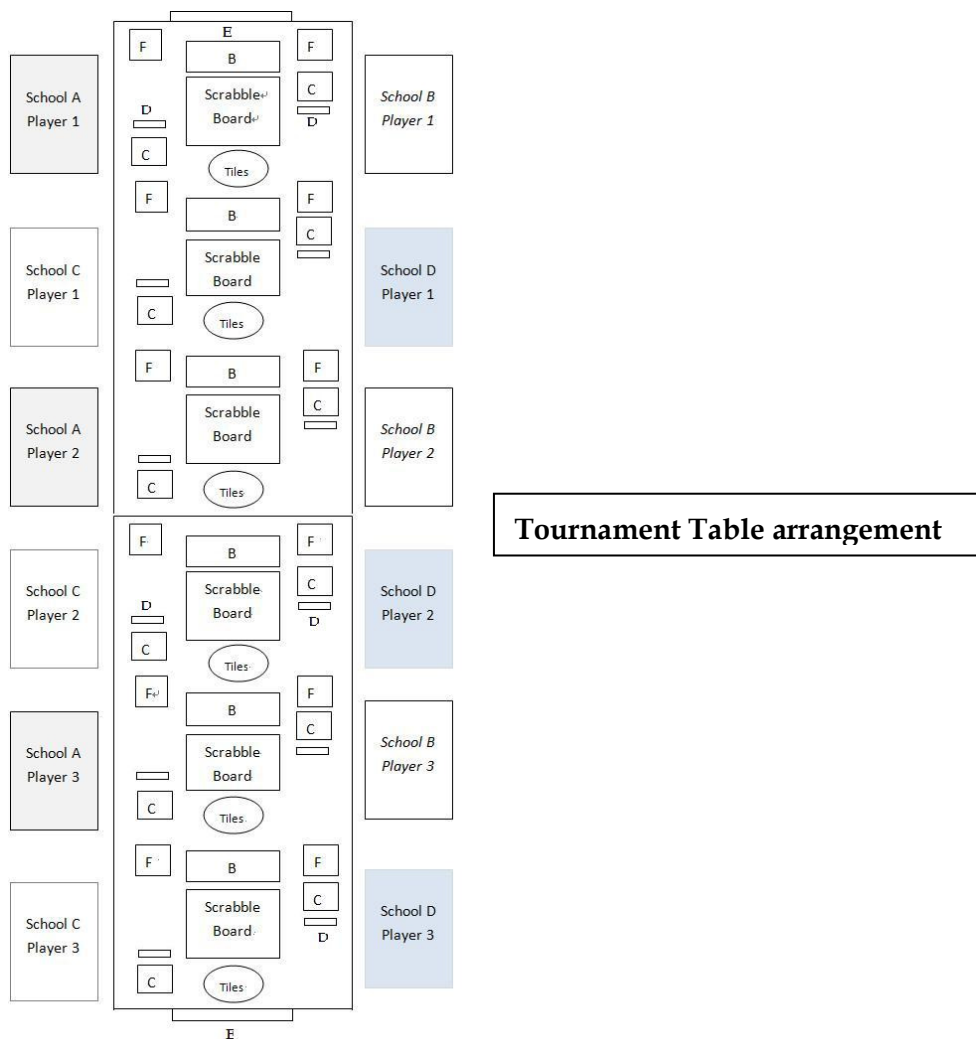 E
F
F
B
School A
Player 1
D
C
Scrabble
Board
C
D
School B
Player 1
Tiles
F
F
B
C
School C
Player 1
Scrabble
Board
School D
Player 1
C
Tiles
F
B
F
C
School A
Player 2
Scrabble
Board
School B
Player 2
C
Tiles
Tournament Table arrangement
F
F
B
School C
Player 2
D
C
Scrabble
Board
C
D
School D
Player 2
Tiles
F
F
B
C
School A
Player 3
Scrabble
Board
School B
Player 3
C
Tiles
F
B
F
C
School C
Player 3
Scrabble
Board
D
School D
Player 3
C
Tiles
E